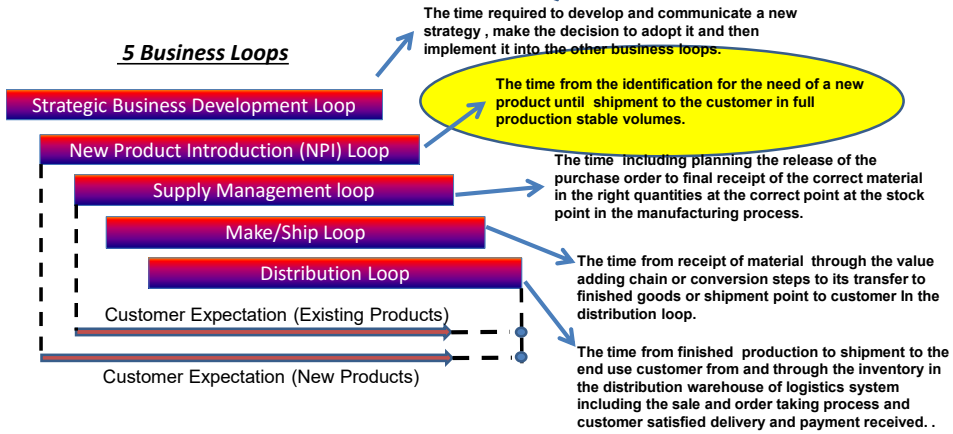 The time required to develop and communicate a new
strategy , make the decision to adopt it and then
implement it into the other business loops.
5 Business Loops
The time from the identification for the need of a new
product until shipment to the customer in full
production stable volumes.
Strategic Business Development Loop
New Product Introduction (NPI) Loop
The time including planning the release of the
purchase order to final receipt of the correct material
in the right quantities at the correct point at the stock
point in the manufacturing process.
Supply Management loop
Make/Ship Loop
The time from receipt of material through the value
adding chain or conversion steps to its transfer to
finished goods or shipment point to customer In the
distribution loop.
Distribution Loop
Customer Expectation (Existing Products)
Customer Expectation (New Products)
The time from finished production to shipment to the
end use customer from and through the inventory in
the distribution warehouse of logistics system
including the sale and order taking process and
customer satisfied delivery and payment received. .